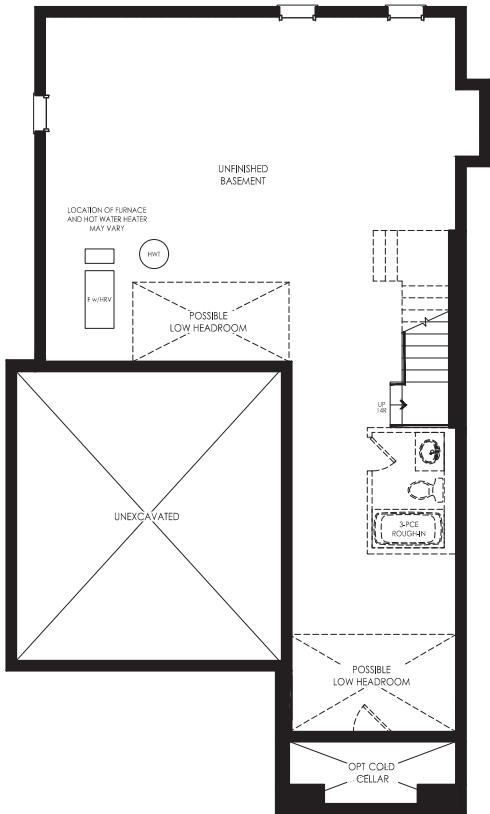 UNFINISHED
BASEMENT
LOCATION OF FURNACE
AND HOT WATER HEATER
MAY VARY
HWT
F w/HRV
POSSIBLE
LOW HEADROOM
UP
14R
UNEXCAVATED
3-PCE
ROUGH-IN
POSSIBLE
LOW HEADROOM
OPT COLD
CELLAR